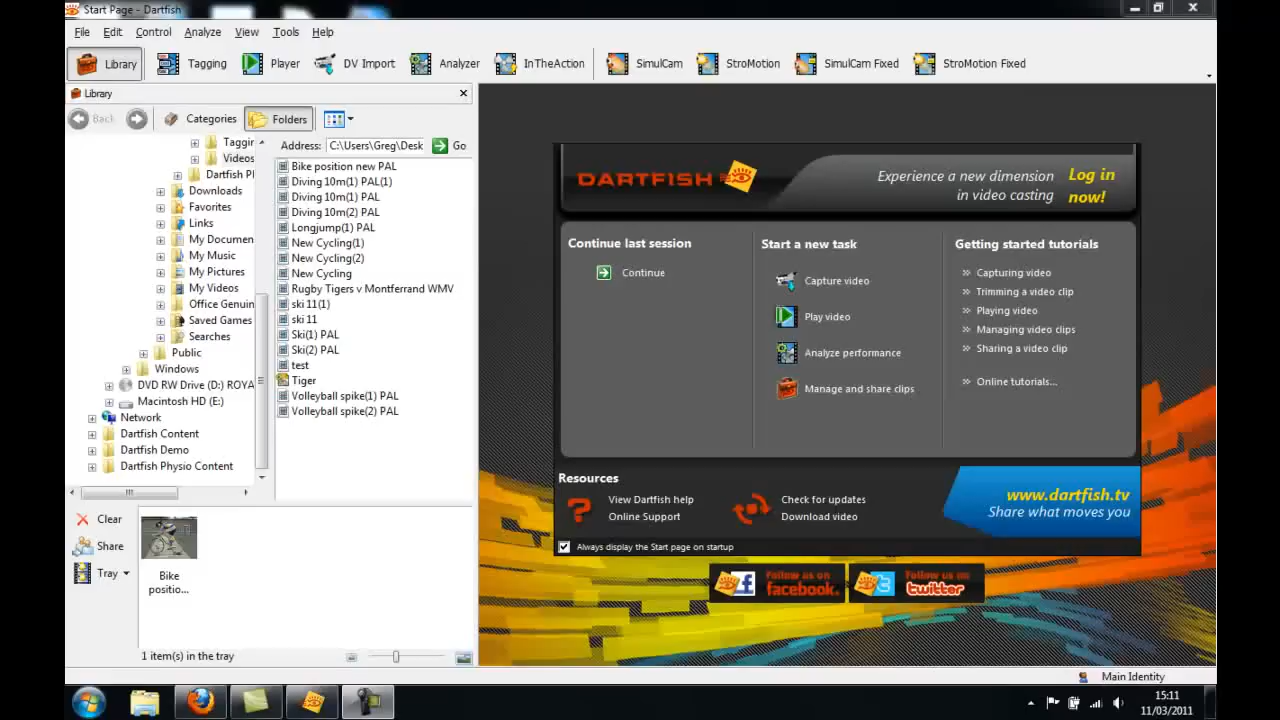 Start Page - Dartfish
File Edit Control Analyze View Tools Help
Library Tagging Player DV Import Analyzer InTheAction SimulCam StroMotion SimulCam Fixed StroMotion Fixed
Library
Back Categories Folders
Address: C:\Users\Greg\Desk Go
Taggir
Videos
Dartfish Pl
Downloads
Favorites
Links
My Documen
My Music
My Pictures
My Videos
Office Genuin
Saved Games
Searches
Public
Windows
DVD RW Drive (D:) ROYA
Macintosh HD (E:)
Network
Dartfish Content
Dartfish Demo
Dartfish Physio Content
Bike position new PAL
Diving 10m(1) PAL(1)
Diving 10m(1) PAL
Diving 10m(2) PAL
Longjump(1) PAL
New Cycling(1)
New Cycling(2)
New Cycling
Rugby Tigers v Montferrand WMV
ski 11(1)
ski 11
Ski(1) PAL
Ski(2) PAL
test
Tiger
Volleyball spike(1) PAL
Volleyball spike(2) PAL
Clear
Share
Tray
Bike
positio...
1 item(s) in the tray
DARTFISH
Experience a new dimension
in video casting
Log in
now!
Continue last session
Continue
Start a new task
Capture video
Play video
Analyze performance
Manage and share clips
Getting started tutorials
Capturing video
Trimming a video clip
Playing video
Managing video clips
Sharing a video clip
Online tutorials...
Resources
View Dartfish help
Online Support
Check for updates
Download video
www.dartfish.tv
Share what moves you
Always display the Start page on startup
Follow us on
facebook.
Follow us on
twitter
Main Identity
15:11
11/03/2011